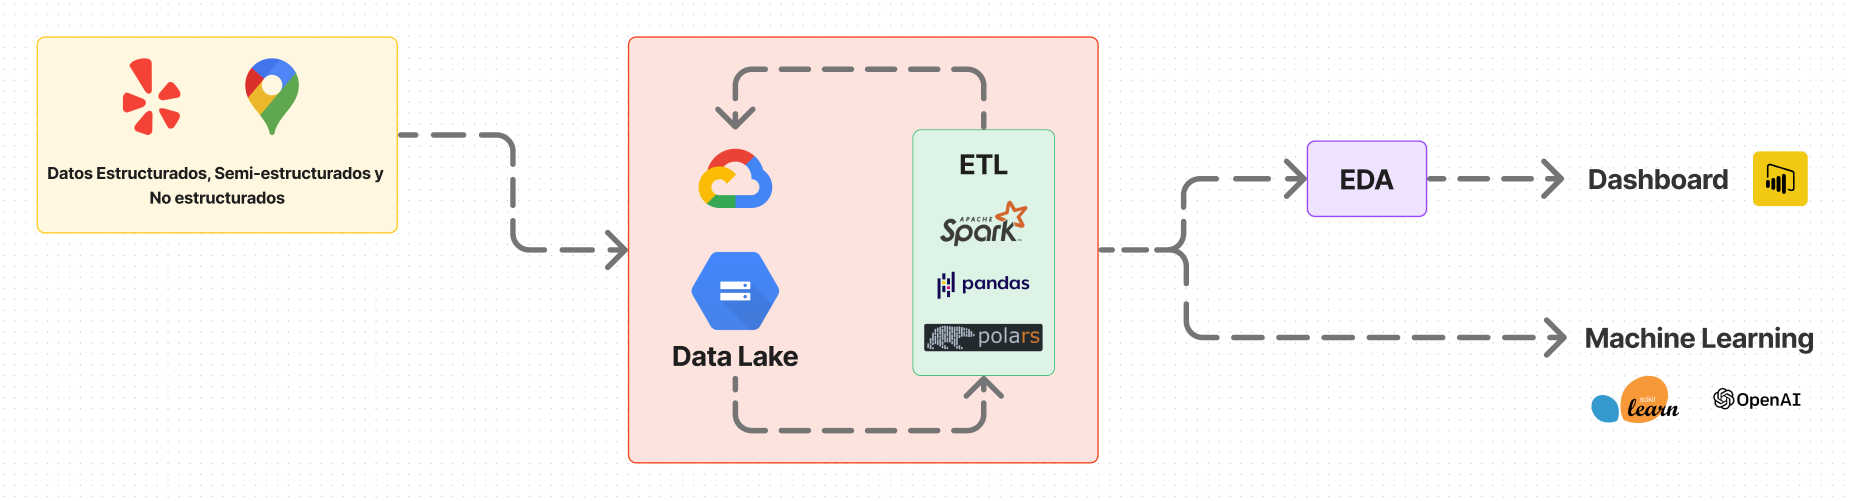 Datos Estructurados, Semi-estructurados y
No estructurados
Data Lake
ETL
APACHE
Spark
pandas
polars
EDA
Dashboard
Machine Learning
scikit
learn
OpenAI